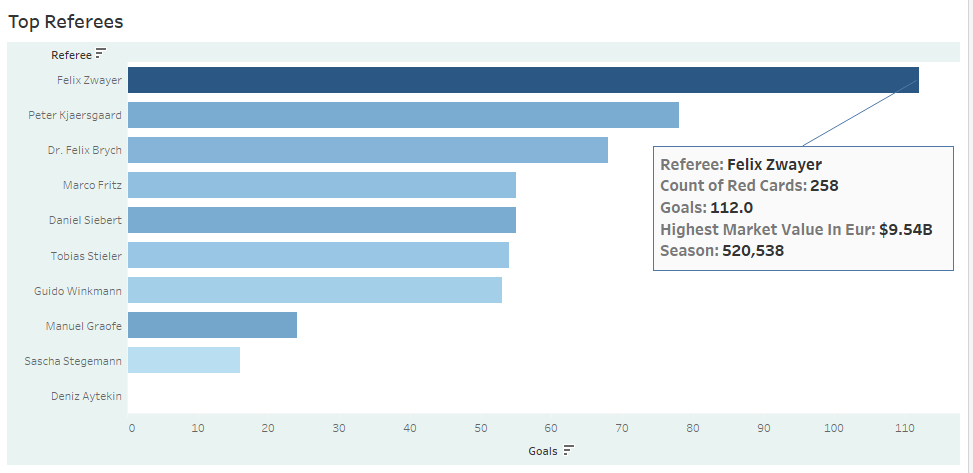 Top Referees
Referee
Felix Zwayer
Peter Kjaersgaard
Dr. Felix Brych
Marco Fritz
Daniel Siebert
Tobias Stieler
Guido Winkmann
Manuel Graofe
Sascha Stegemann
Deniz Aytekin
Referee: Felix Zwayer
Count of Red Cards: 258
Goals: 112.0
Highest Market Value In Eur: $9.54B
Season: 520,538
0 10 20 30 40 50 60 70 80 90 100 110
Goals